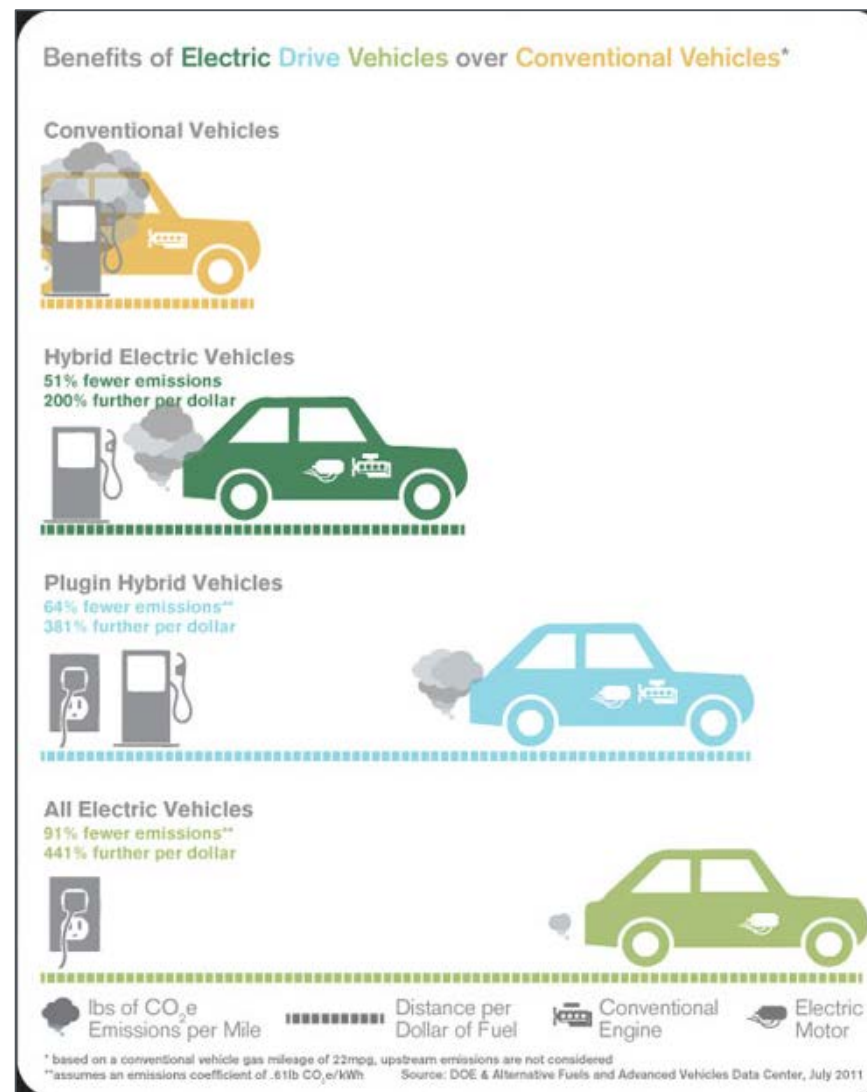 Benefits of Electric Drive Vehicles over Conventional Vehicles*
Conventional Vehicles
Hybrid Electric Vehicles
51% fewer emissions
200% further per dollar
Plugin Hybrid Vehicles
64% fewer emissions**
381% further per dollar
All Electric Vehicles
91% fewer emissions**
441% further per dollar
lbs of CO₂e
Emissions per Mile
Distance per
Dollar of Fuel
Conventional
Engine
Electric
Motor
* based on a conventional vehicle gas mileage of 22mpg, upstream emissions are not considered
**assumes an emissions coefficient of .61lb CO₂e/kWh
Source: DOE & Alternative Fuels and Advanced Vehicles Data Center, July 2011